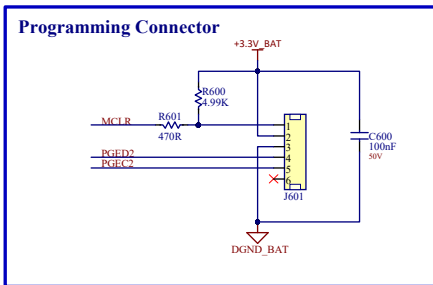 Programming Connector
+3.3V_BAT
R600
4.99K
MCLR
R601
470R
1
2
3
4
5
6
PGED2
PGEC2
J601
C600
100nF
50V
DGND_BAT